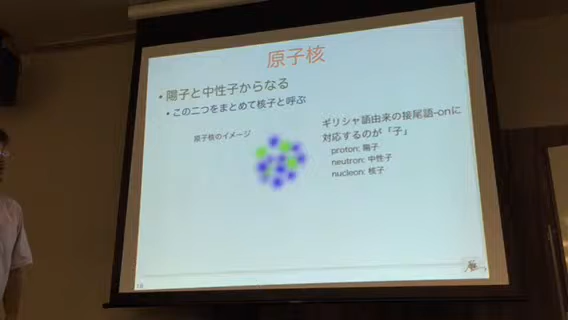 原子核
• 陽子と中性子からなる
• この二つをまとめて核子と呼ぶ
原子核のイメージ
ギリシャ語由来の接尾語-onに
対応するのが「子」
proton: 陽子
neutron: 中性子
nucleon: 核子